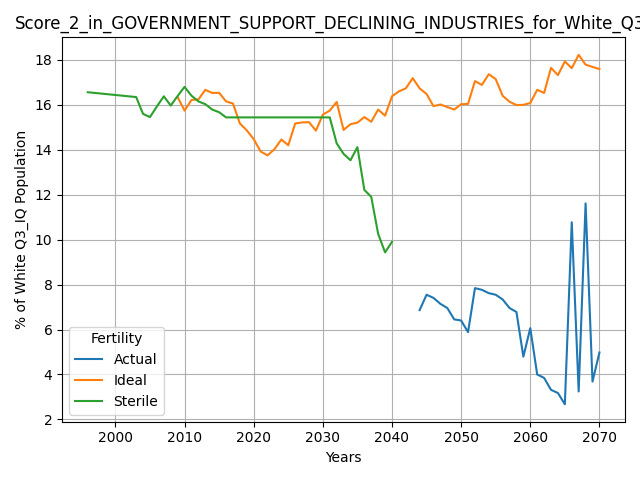 Score_2_in_GOVERNMENT_SUPPORT_DECLINING_INDUSTRIES_for_White_Q3
% of White Q3_IQ Population
18
16
14
12
10
8
6
4
2
Fertility
Actual
Ideal
Sterile
2000 2010 2020 2030 2040 2050 2060 2070
Years